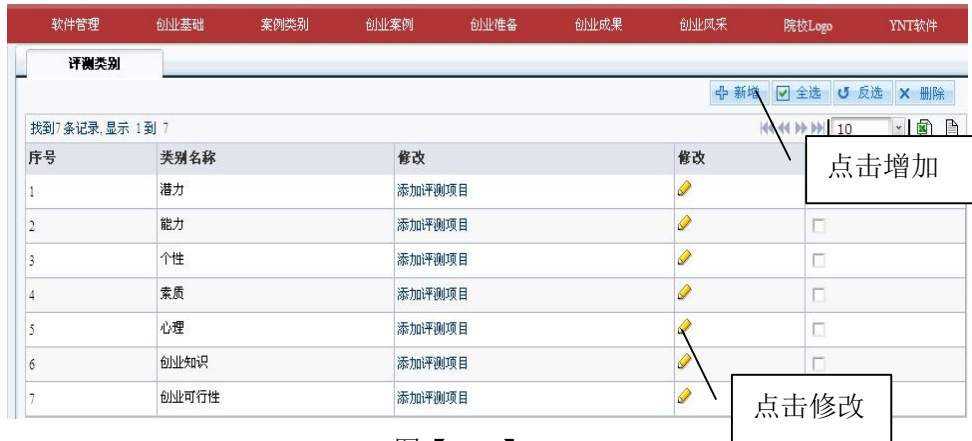 软件管理 创业基础 案例类别 创业案例 创业准备 创业成果 创业风采 院校Logo YNT软件
评测类别
新增 全选 反选 删除
找到7条记录,显示 1到 7 10
序号 类别名称 修改 修改
点击增加
1 潜力 添加评测项目
2 能力 添加评测项目
3 个性 添加评测项目
4 素质 添加评测项目
5 心理 添加评测项目
6 创业知识 添加评测项目
7 创业可行性 添加评测项目
点击修改